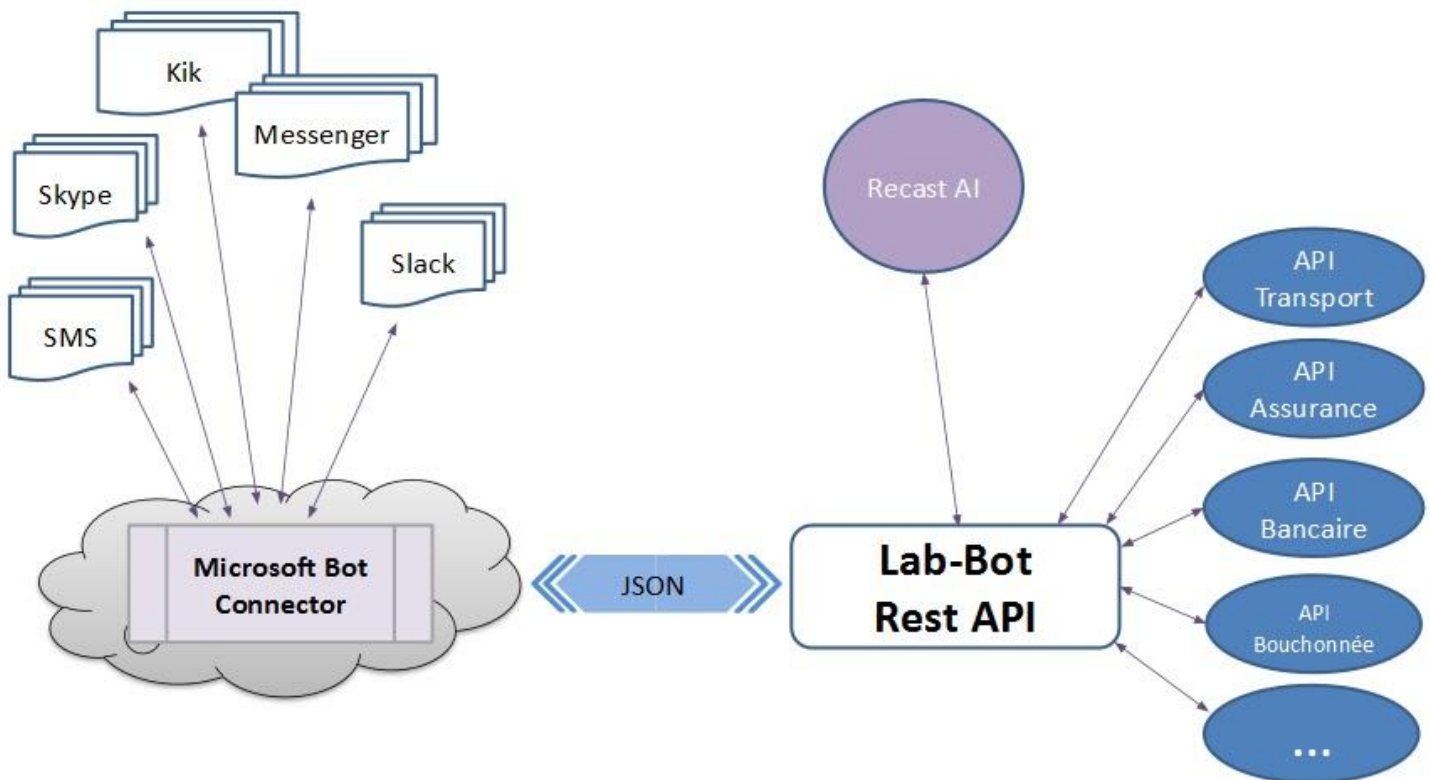 Kik
Messenger
Skype
Slack
SMS
Microsoft Bot
Connector
JSON
Recast AI
Lab-Bot
Rest API
API
Transport
API
Assurance
API
Bancaire
API
Bouchonnée
...